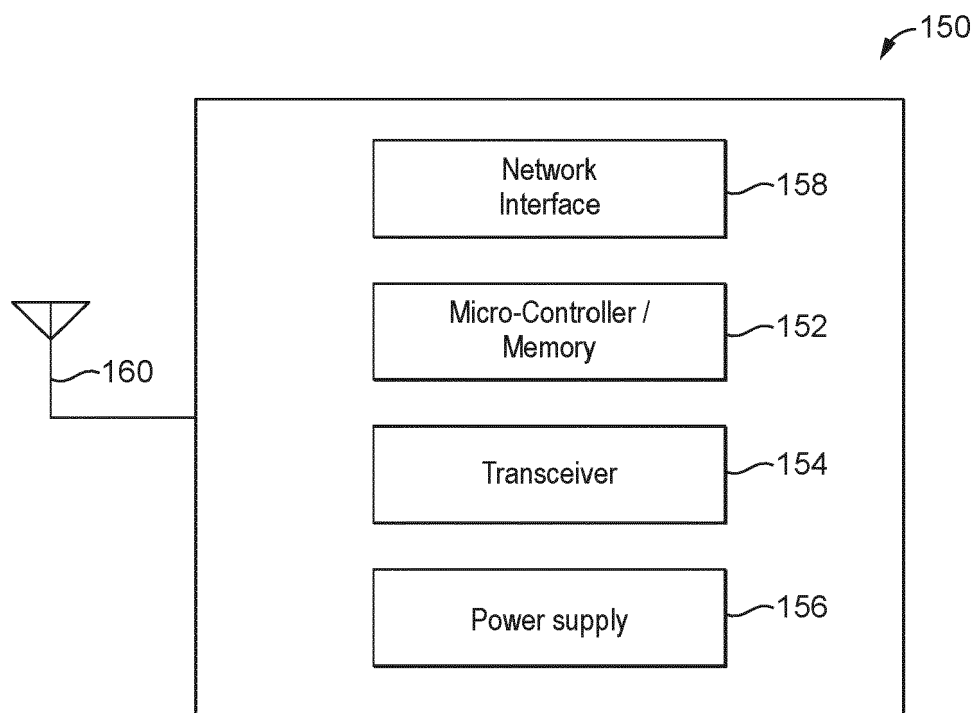 150
Network
Interface
158
Micro-Controller /
Memory
152
160
Transceiver
154
Power supply
156